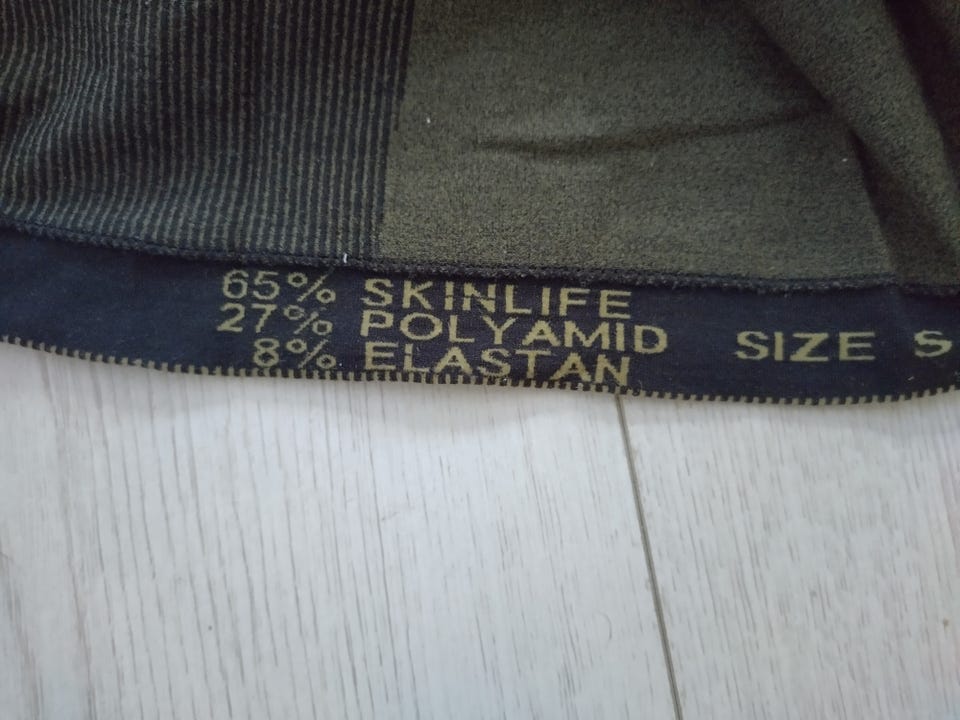 65% SKINLIFE
27% POLYAMID SIZE S
8% ELASTAN